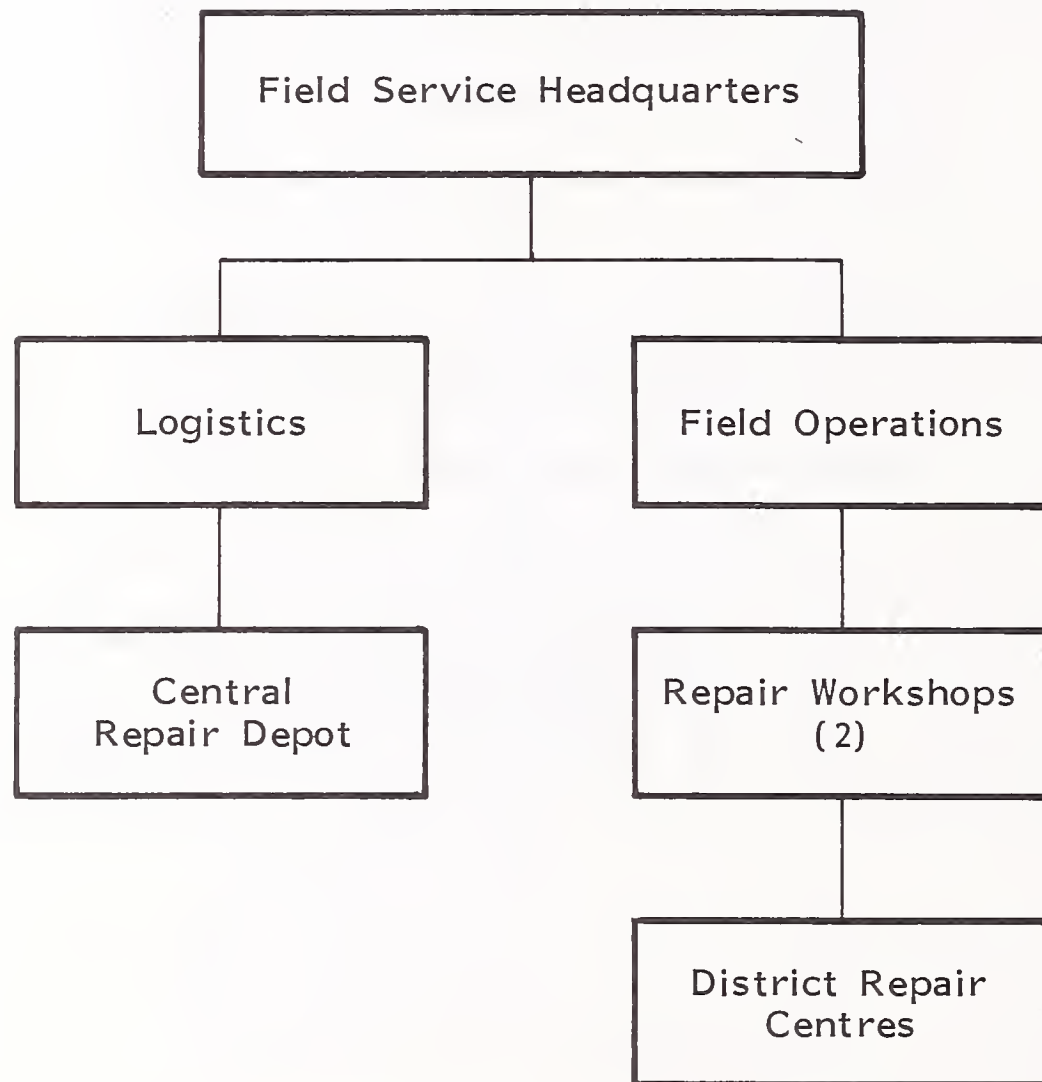 Field Service Headquarters
Logistics
Field Operations
Central
Repair Depot
Repair Workshops
(2)
District Repair
Centres